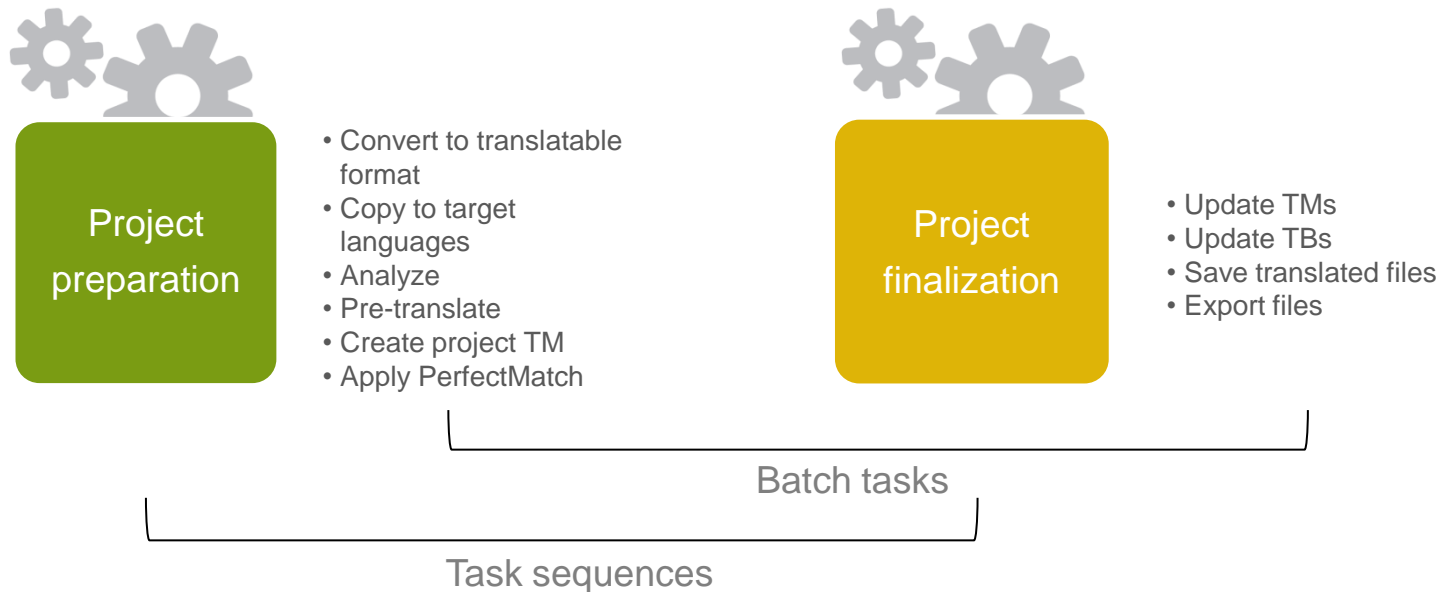 Project
preparation
• Convert to translatable
format
• Copy to target
languages
• Analyze
• Pre-translate
• Create project TM
• Apply PerfectMatch
Project
finalization
• Update TMs
• Update TBs
• Save translated files
• Export files
Batch tasks
Task sequences